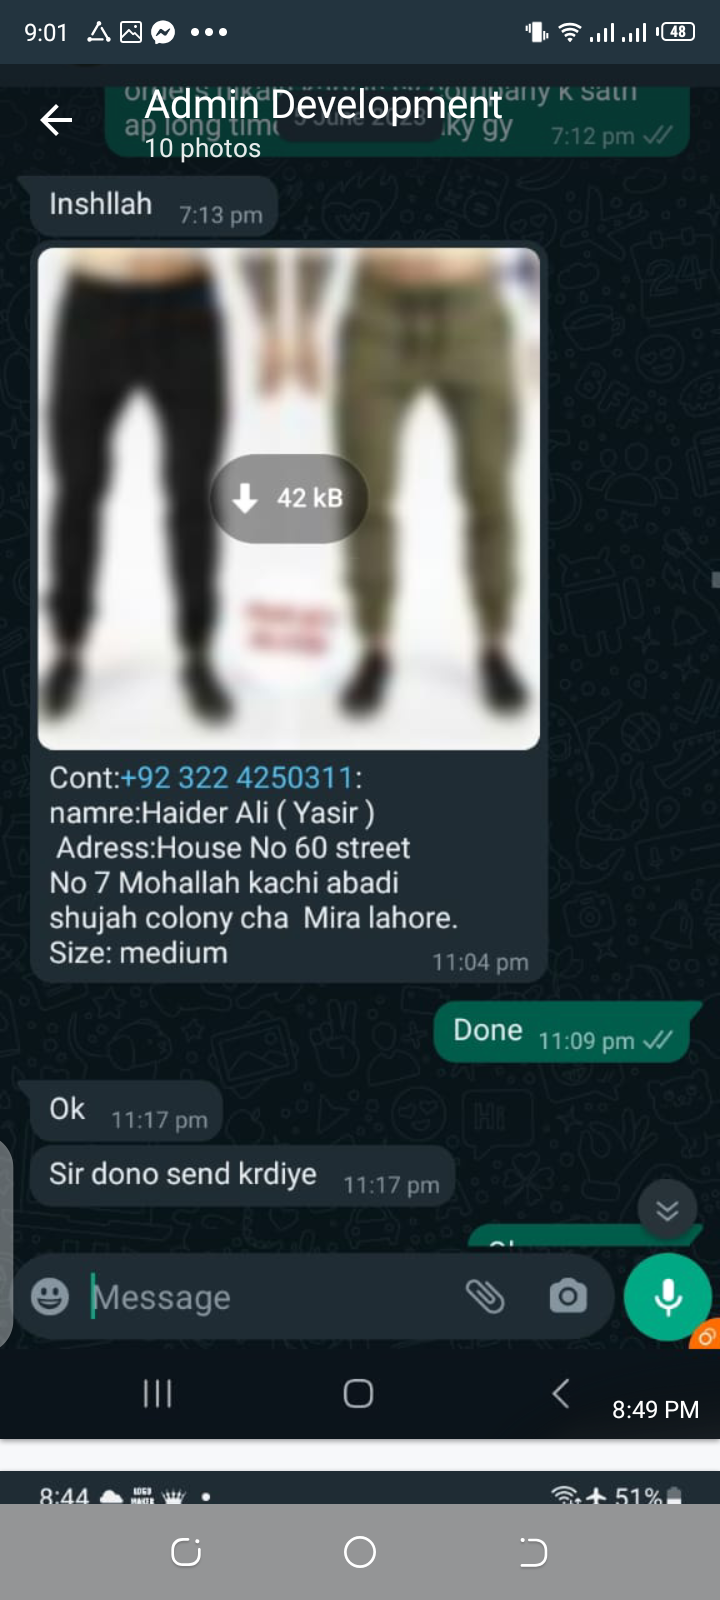 9:01
48
Admin Development
10 photos
ap long
ky gy
7:12 pm
Inshllah 7:13 pm
42 kB
Cont:+92 322 4250311:
namre:Haider Ali ( Yasir )
Adress:House No 60 street
No 7 Mohallah kachi abadi
shujah colony cha Mira lahore.
Size: medium
11:04 pm
Done 11:09 pm
Ok 11:17 pm
Sir dono send krdiye 11:17 pm
Message
8:49 PM
8:44
51%